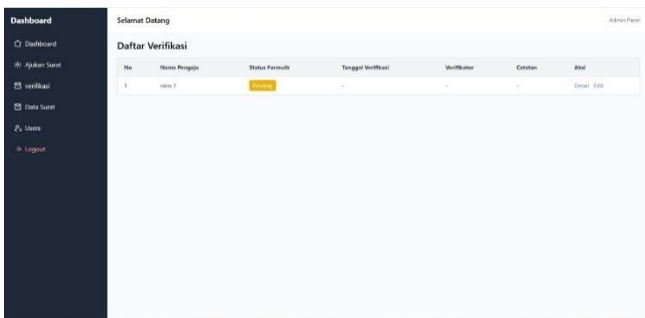 Dashboard
Dashboard
Ajukan Surat
verifikasi
Data Surat
Users
Logout
Selamat Datang
Admin Panel
Daftar Verifikasi
No Nama Pengaju Status Formulir Tanggal Verifikasi Verifikator Catatan Aksi
1 1 Pending - - - Detail Edit